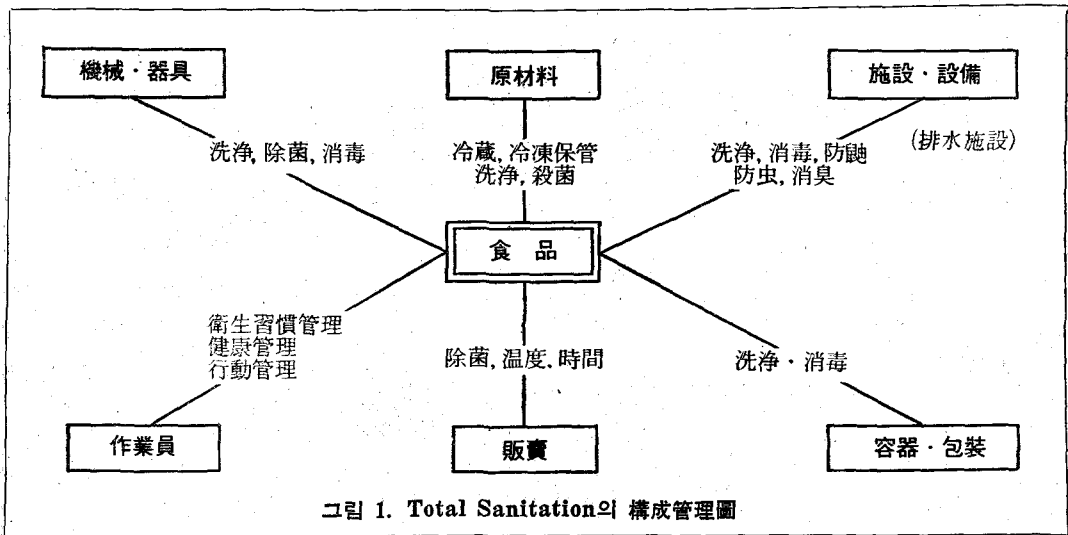 機械・器具
原材料
施設・設備
(排水施設)
洗浄, 除菌, 消毒
冷蔵, 冷凍保管
洗浄, 殺菌
洗浄, 消毒, 防鼬
防虫, 消臭
食 品
衛生習慣管理
健康管理
行動管理
除菌, 温度, 時間
洗浄・消毒
作業員
販賣
容器・包裝
그림 1. Total Sanitation의 構成管理圖